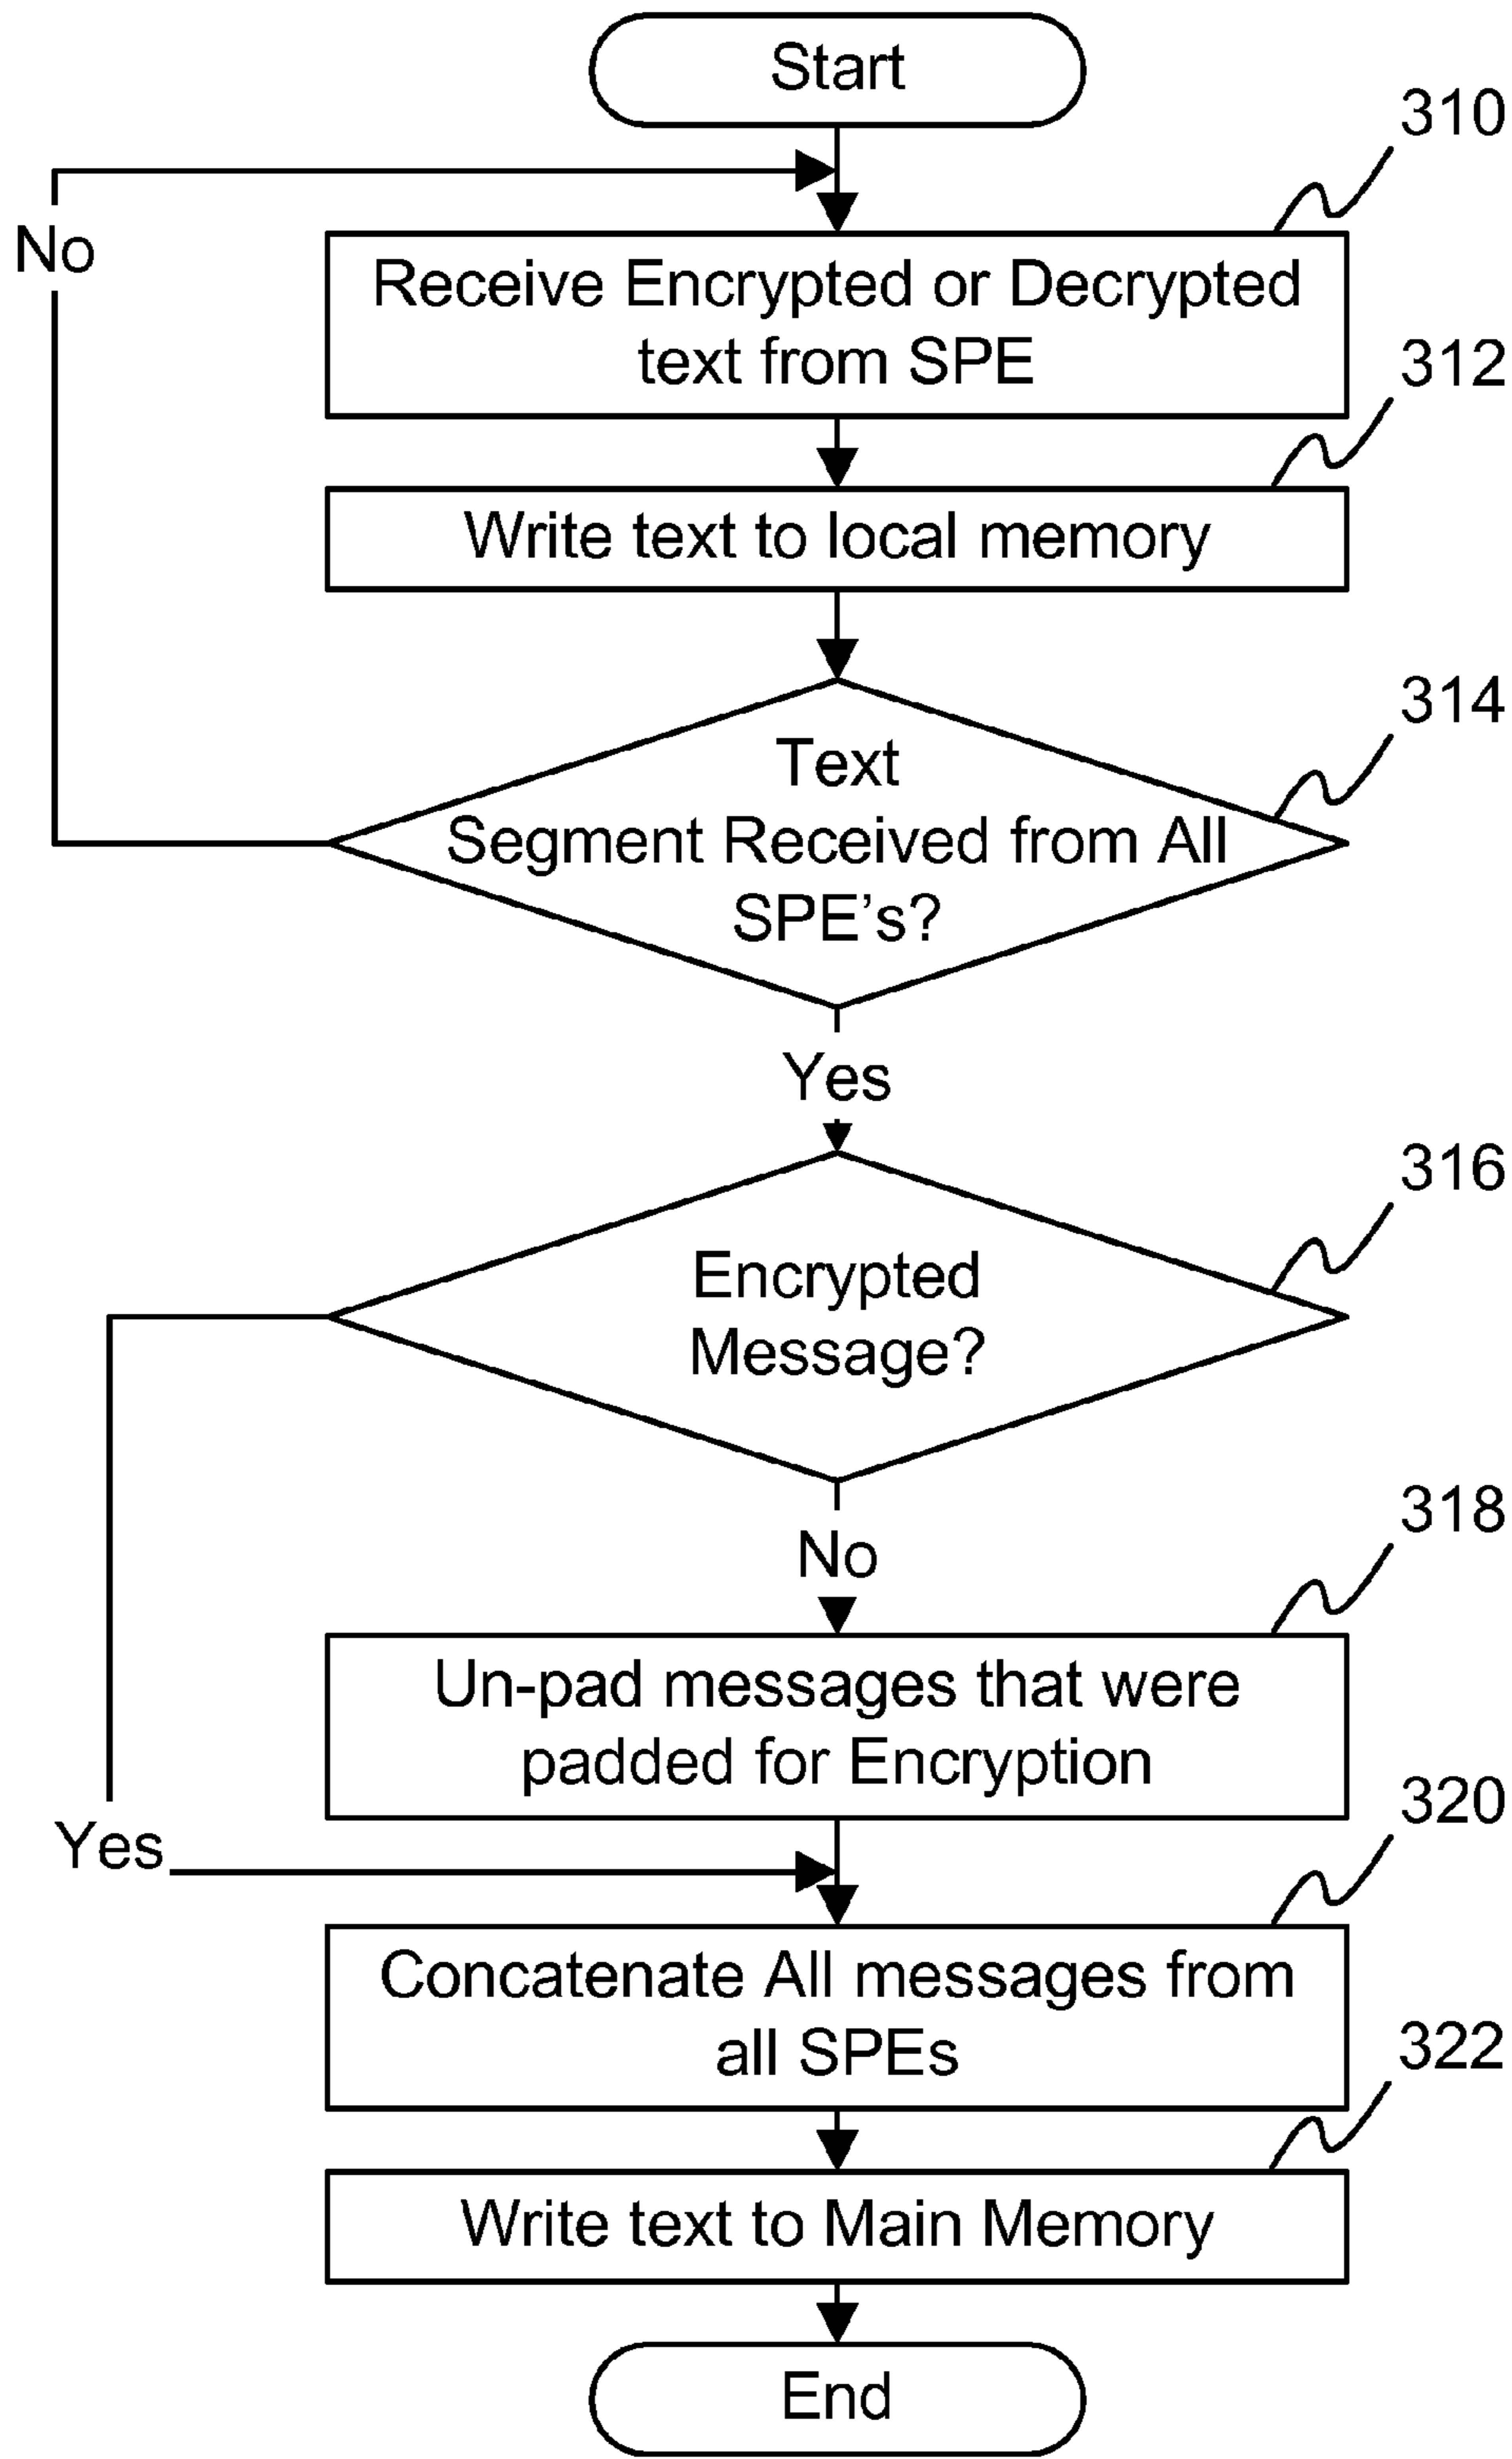 Start
310
No
Receive Encrypted or Decrypted
text from SPE
312
Write text to local memory
314
Text
Segment Received from All
SPE's?
Yes
316
Encrypted
Message?
318
No
Un-pad messages that were
padded for Encryption
320
Yes
Concatenate All messages from
all SPEs
322
Write text to Main Memory
End